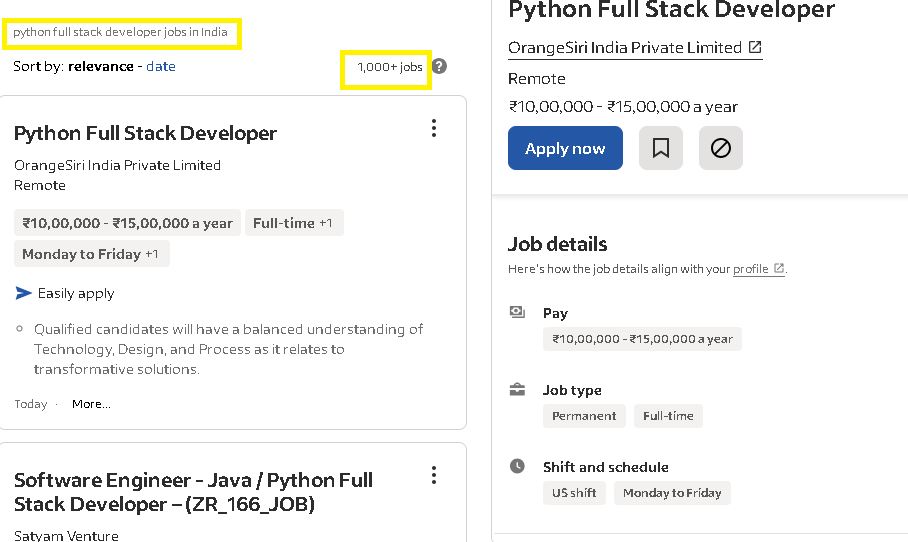 python full stack developer jobs in India
Sort by: relevance - date
1,000+ jobs
Python Full Stack Developer
OrangeSiri India Private Limited
Remote
₹10,00,000 - ₹15,00,000 a year
Full-time +1
Monday to Friday +1
Easily apply
Qualified candidates will have a balanced understanding of
Technology, Design, and Process as it relates to
transformative solutions.
Today · More...
Software Engineer - Java / Python Full
Stack Developer – (ZR_166_JOB)
Satyam Venture
Python Full Stack Developer
OrangeSiri India Private Limited
Remote
₹10,00,000 - ₹15,00,000 a year
Apply now
Job details
Here's how the job details align with your profile.
Pay
₹10,00,000 - ₹15,00,000 a year
Job type
Permanent
Full-time
Shift and schedule
US shift
Monday to Friday